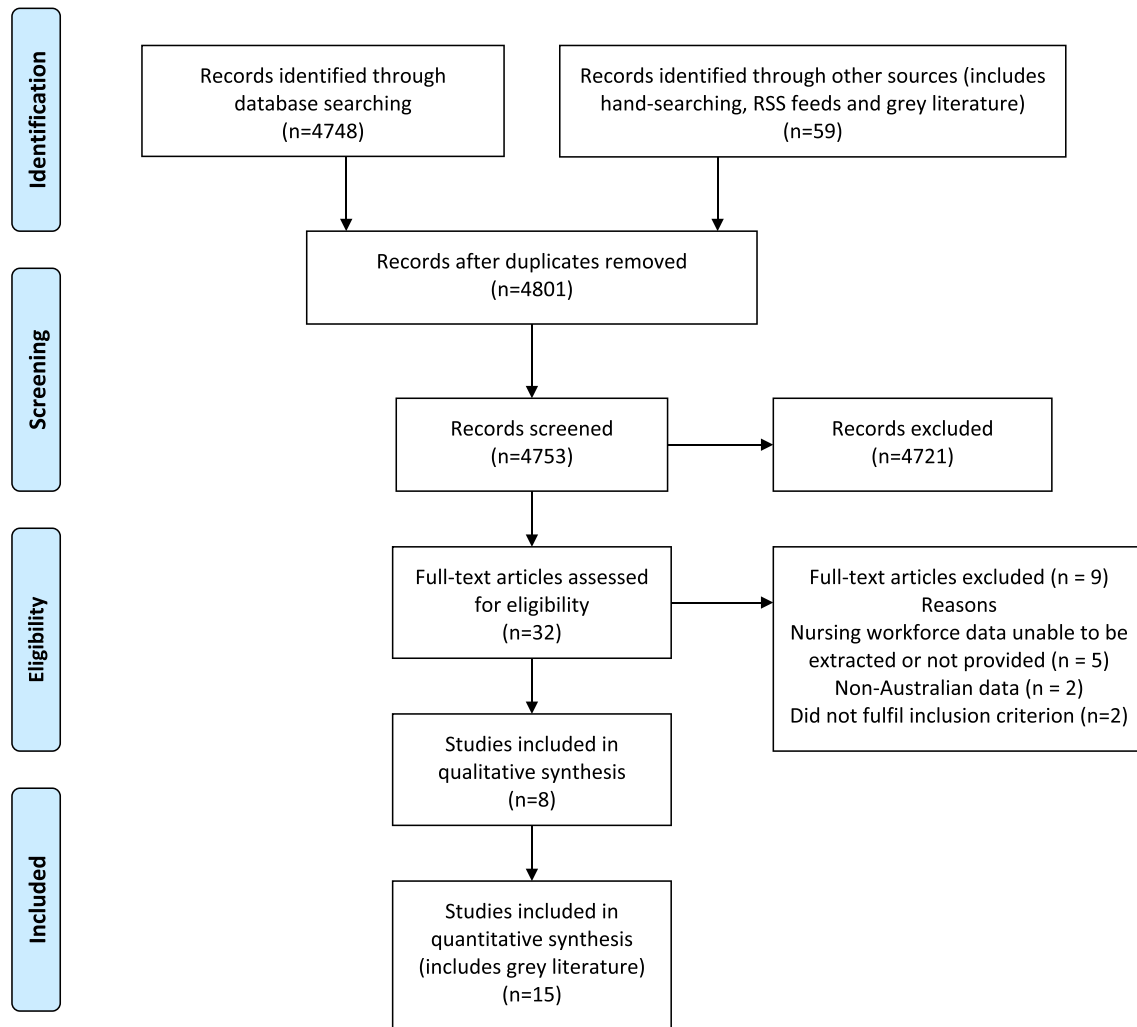 Identification
Records identified through
database searching
(n=4748)
Records identified through other sources (includes
hand-searching, RSS feeds and grey literature)
(n=59)
Records after duplicates removed
(n=4801)
Screening
Records screened
(n=4753)
Records excluded
(n=4721)
Eligibility
Full-text articles assessed
for eligibility
(n=32)
Full-text articles excluded (n = 9)
Reasons
Nursing workforce data unable to be
extracted or not provided (n = 5)
Non-Australian data (n = 2)
Did not fulfil inclusion criterion (n=2)
Studies included in
qualitative synthesis
(n=8)
Included
Studies included in
quantitative synthesis
(includes grey literature)
(n=15)